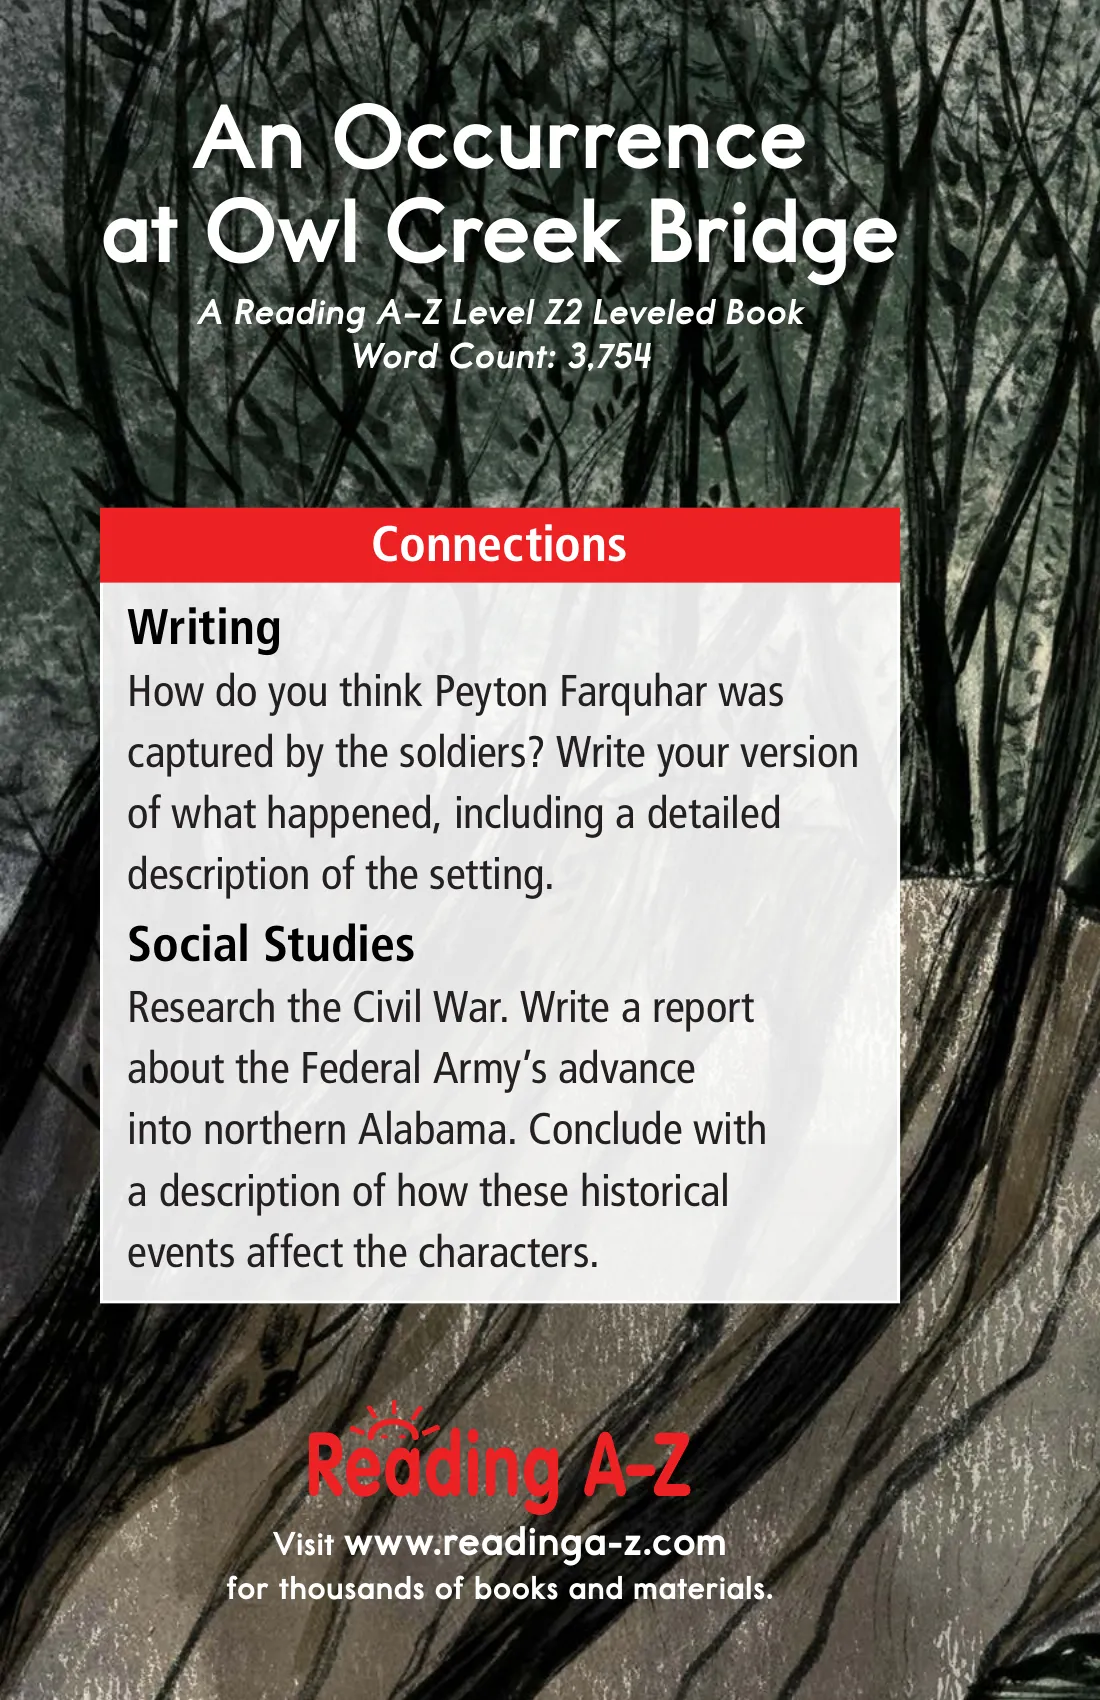 An Occurrence
at Owl Creek Bridge
A Reading A–Z Level Z2 Leveled Book
Word Count: 3,754
Connections
Writing
How do you think Peyton Farquhar was
captured by the soldiers? Write your version
of what happened, including a detailed
description of the setting.
Social Studies
Research the Civil War. Write a report
about the Federal Army’s advance
into northern Alabama. Conclude with
a description of how these historical
events affect the characters.
Reading A-Z
Visit www.readinga-z.com
for thousands of books and materials.